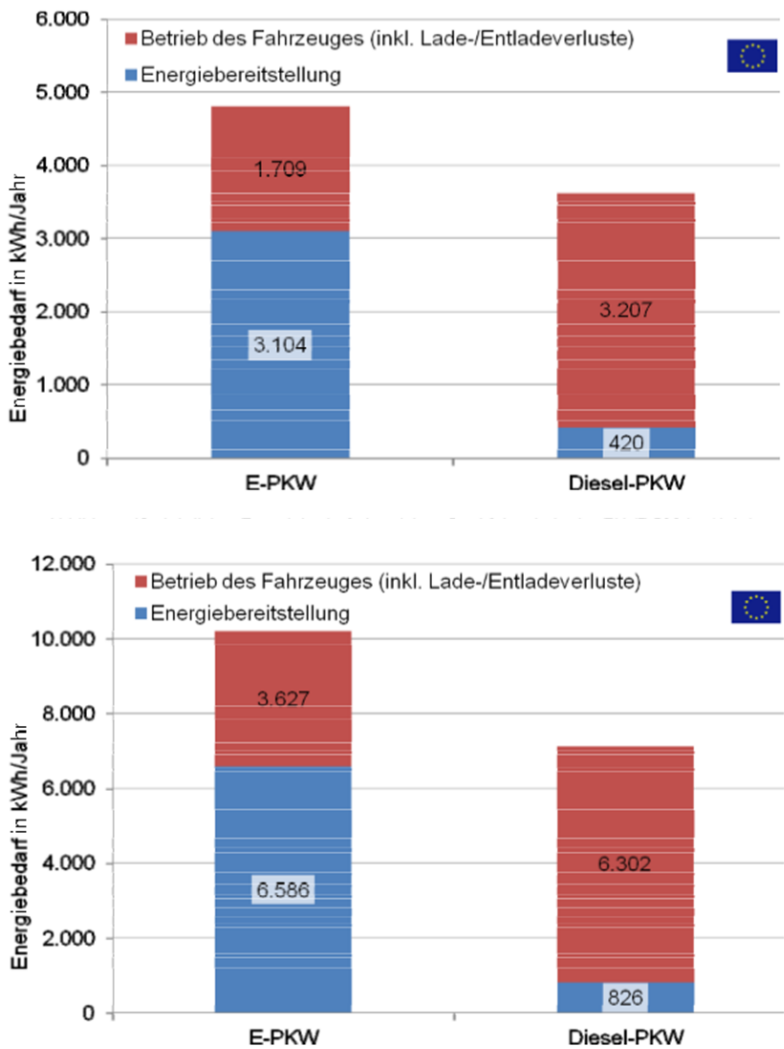 6.000
Betrieb des Fahrzeuges (inkl. Lade-/Entladeverluste)
Energiebereitstellung
5.000
4.000
3.000
2.000
1.000
0
Energiebedarf in kWh/Jahr
1.709
3.104
3.207
420
E-PKW
Diesel-PKW
12.000
Betrieb des Fahrzeuges (inkl. Lade-/Entladeverluste)
Energiebereitstellung
10.000
8.000
6.000
4.000
2.000
0
Energiebedarf in kWh/Jahr
3.627
6.586
6.302
826
E-PKW
Diesel-PKW